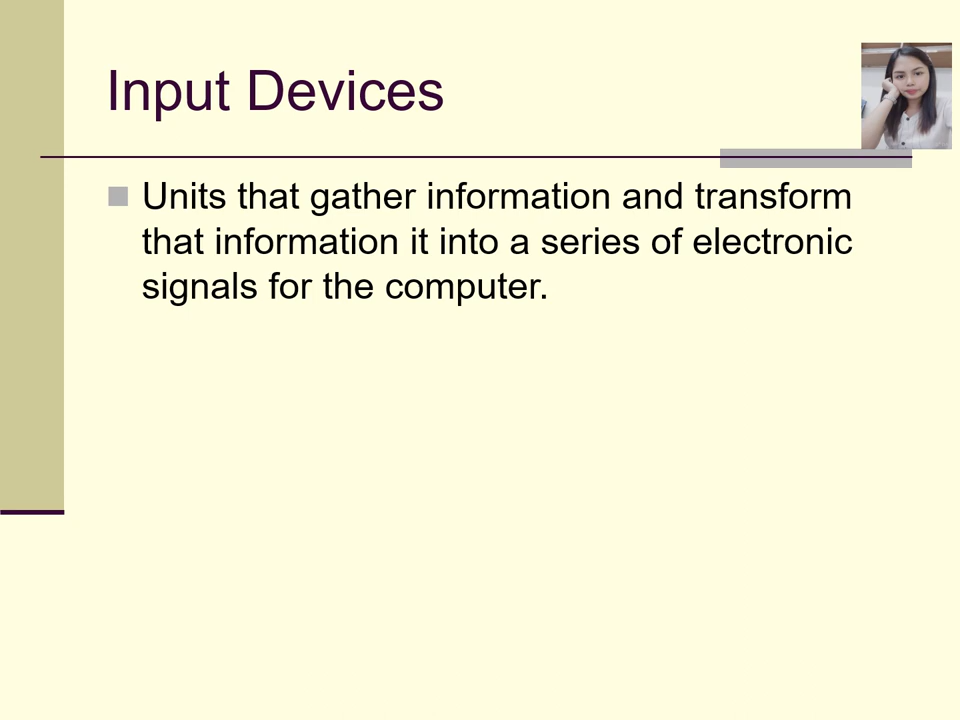 Input Devices
Units that gather information and transform
that information it into a series of electronic
signals for the computer.